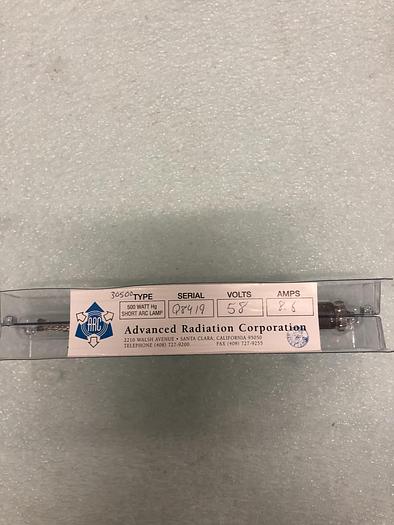 30500 TYPE SERIAL VOLTS AMPS
500 WATT Hg
SHORT ARC LAMP
Q8419 58 8.6
ARC
Advanced Radiation Corporation
2210 WALSH AVENUE • SANTA CLARA, CALIFORNIA 95050
TELEPHONE (408) 727-9200 FAX (408) 727-9255